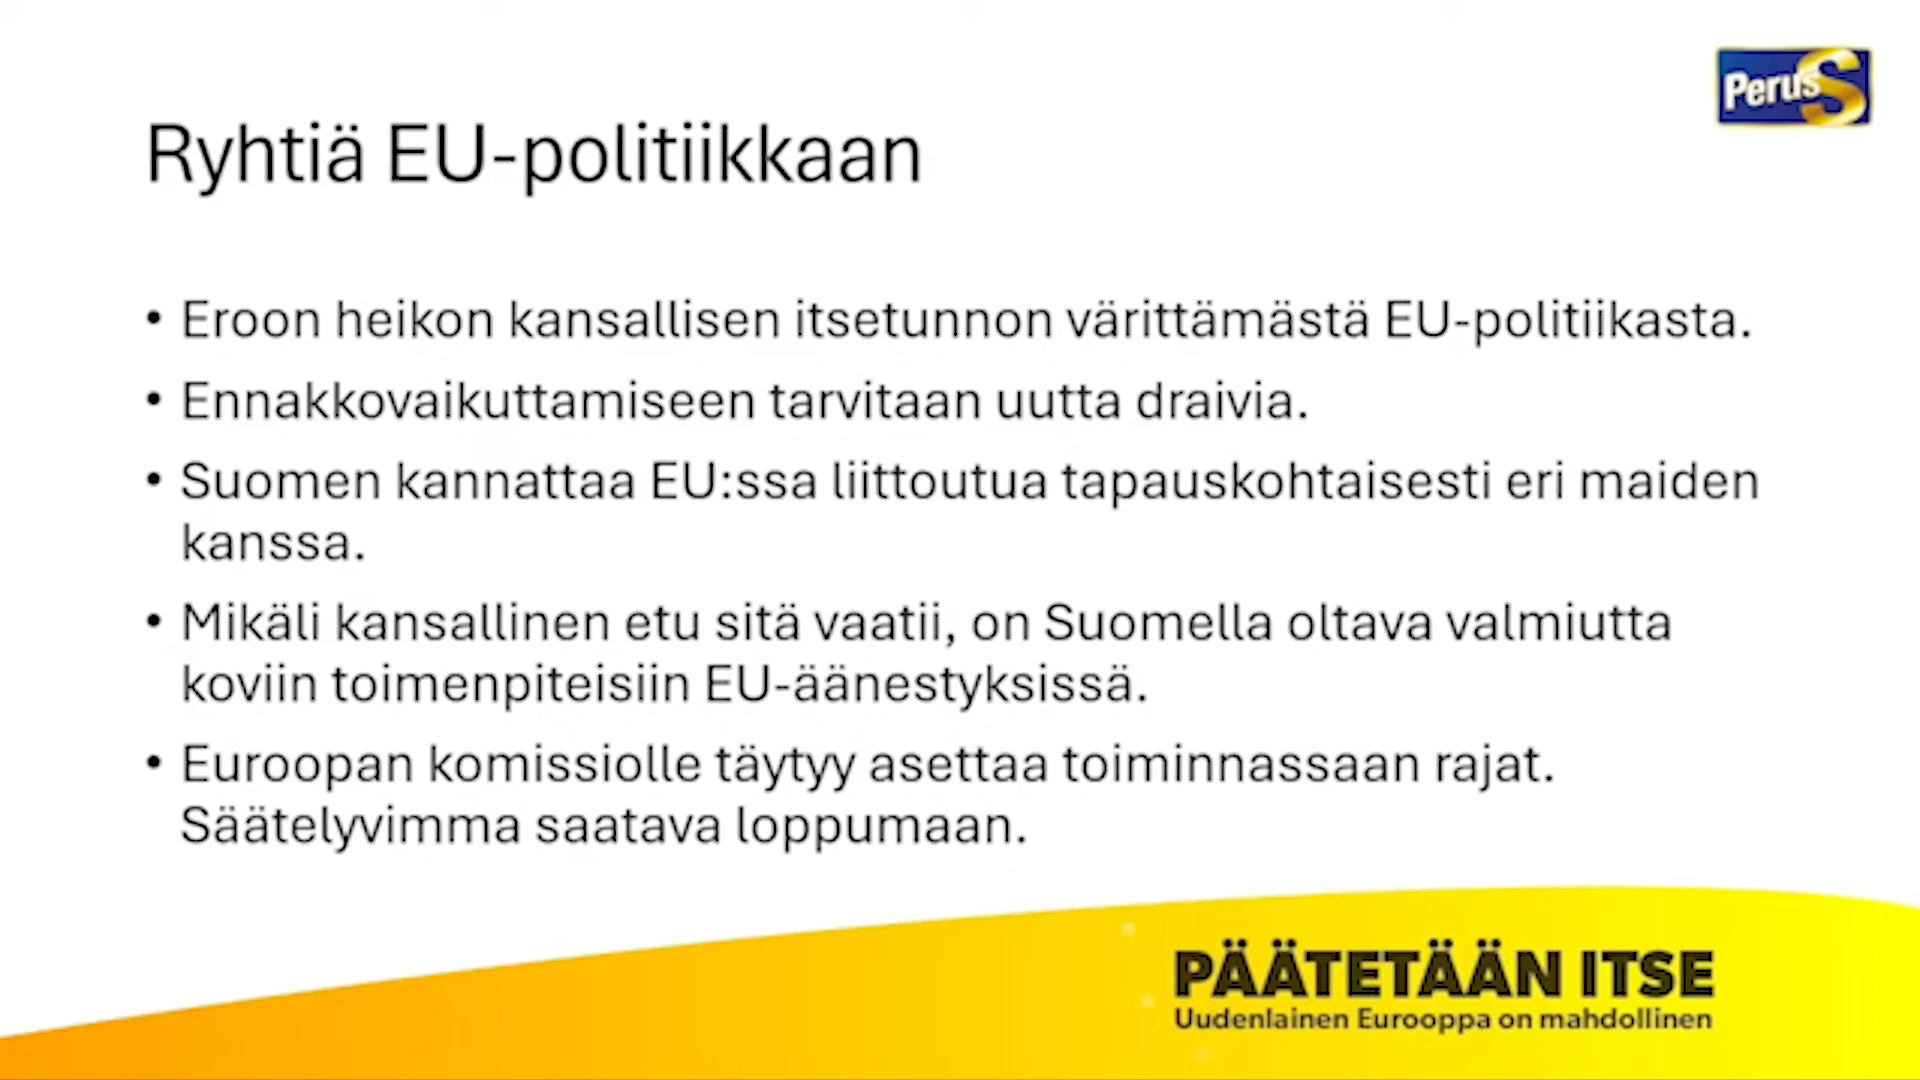 PerusS
Ryhtiä EU-politiikkaan
• Eroon heikon kansallisen itsetunnon värittämästä EU-politiikasta.
• Ennakkovaikuttamiseen tarvitaan uutta draivia.
• Suomen kannattaa EU:ssa liittoutua tapauskohtaisesti eri maiden
kanssa.
• Mikäli kansallinen etu sitä vaatii, on Suomella oltava valmiutta
koviin toimenpiteisiin EU-äänestyksissä.
• Euroopan komissiolle täytyy asettaa toiminnassaan rajat.
Säätelyvimma saatava loppumaan.
PÄÄTETÄÄN ITSE
Uudenlainen Eurooppa on mahdollinen